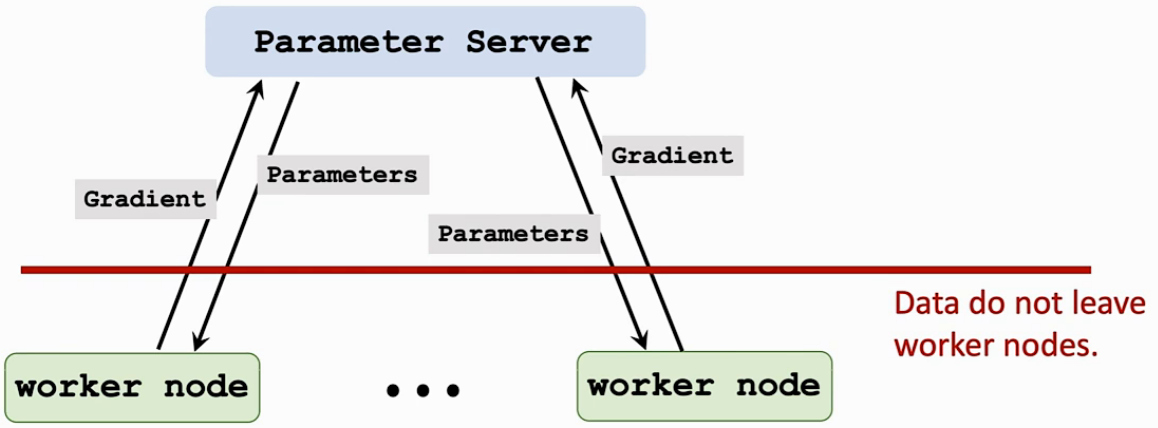 Parameter Server
Gradient
Parameters
Parameters
Gradient
Data do not leave
worker nodes.
worker node
...
worker node